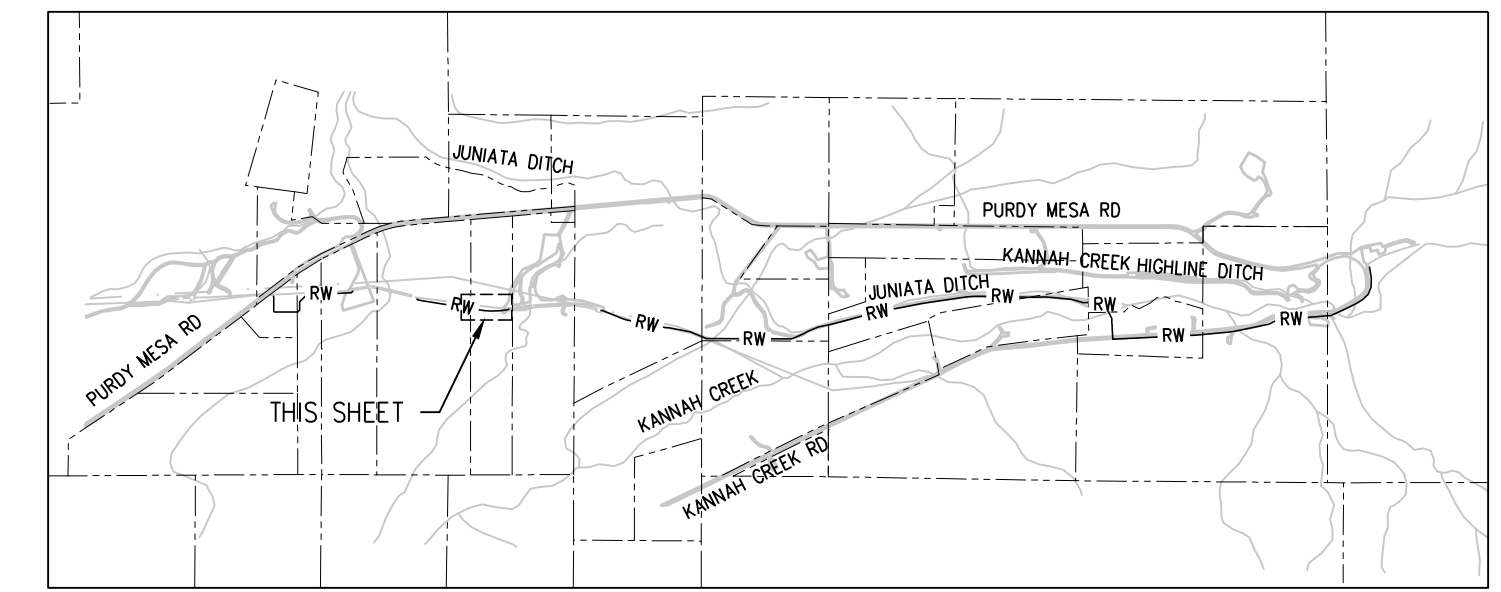 JUNIATA DITCH
PURDY MESA RD
KANNAH CREEK HIGHLINE DITCH
JUNIATA DITCH
RW
RW
RW
RW
RW
RW
RW
RW
RW
RW
PURDY MESA RD
THIS SHEET
KANNAH CREEK
KANNAH CREEK RD